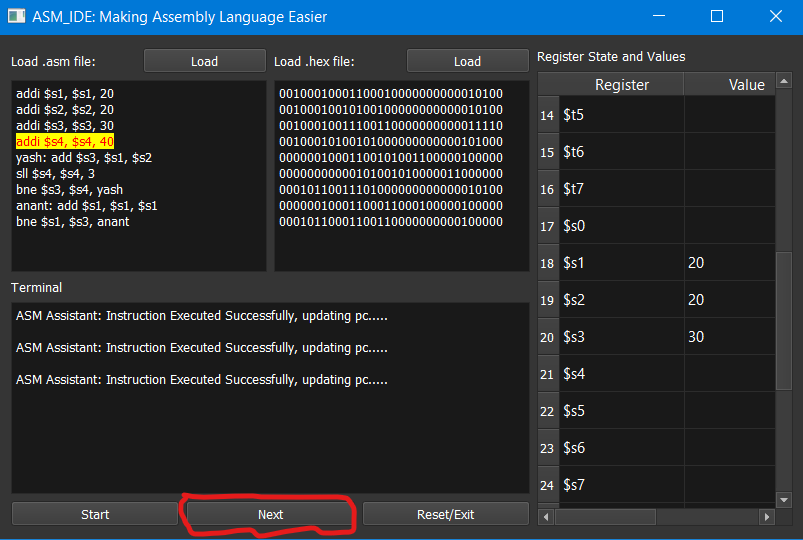 ASM_IDE: Making Assembly Language Easier
Load .asm file:
Load
Load .hex file:
Load
addi $s1, $s1, 20
addi $s2, $s2, 20
addi $s3, $s3, 30
addi $s4, $s4, 40
yash: add $s3, $s1, $s2
sll $s4, $s4, 3
bne $s3, $s4, yash
anant: add $s1, $s1, $s1
bne $s1, $s3, anant
00100010001100010000000000010100
00100010010100100000000000010100
00100010011100110000000000011110
00100010100101000000000000101000
00000010001100101001100000100000
00000000000101001010000011000000
00010110011101000000000000010100
00000010001100011000100000100000
00010110001100110000000000100000
Terminal
ASM Assistant: Instruction Executed Successfully, updating pc.....
ASM Assistant: Instruction Executed Successfully, updating pc.....
ASM Assistant: Instruction Executed Successfully, updating pc.....
Start
Next
Reset/Exit
Register State and Values
Register Value
14 $t5
15 $t6
16 $t7
17 $s0
18 $s1 20
19 $s2 20
20 $s3 30
21 $s4
22 $s5
23 $s6
24 $s7